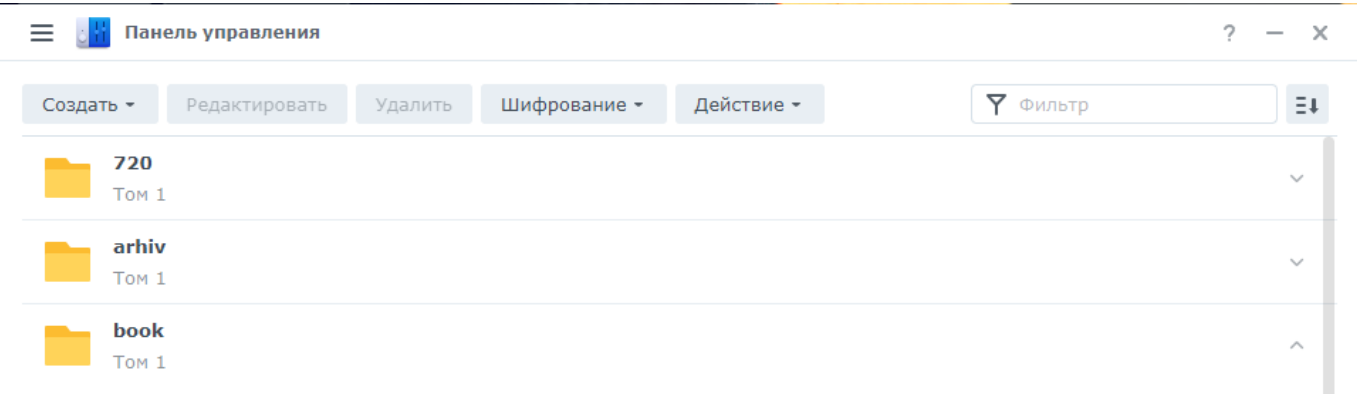 Панель управления
Создать Редактировать Удалить Шифрование Действие Фильтр
720
Том 1
arhiv
Том 1
book
Том 1